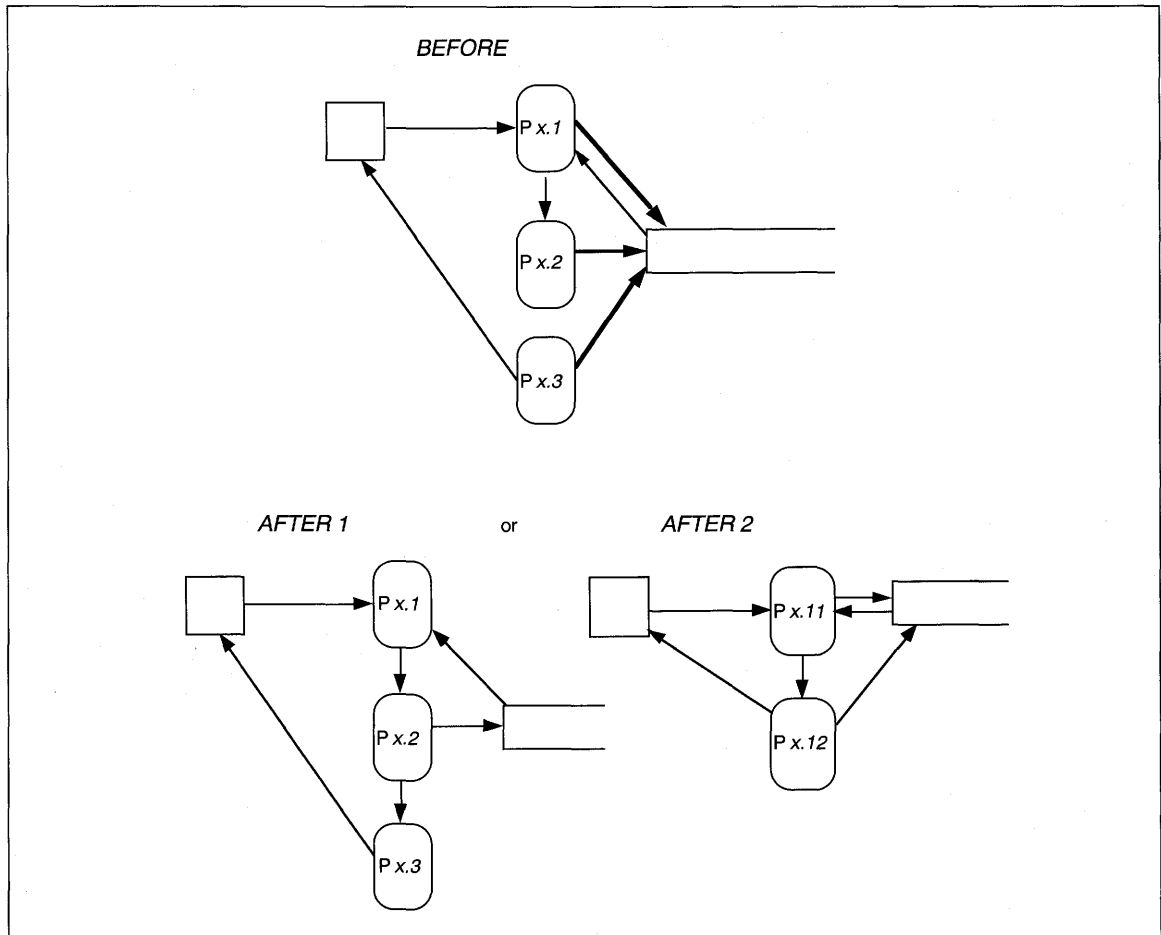 BEFORE
P x.1
P x.2
P x.3
AFTER 1 or AFTER 2
P x.1
P x.11
P x.2
P x.12
P x.3